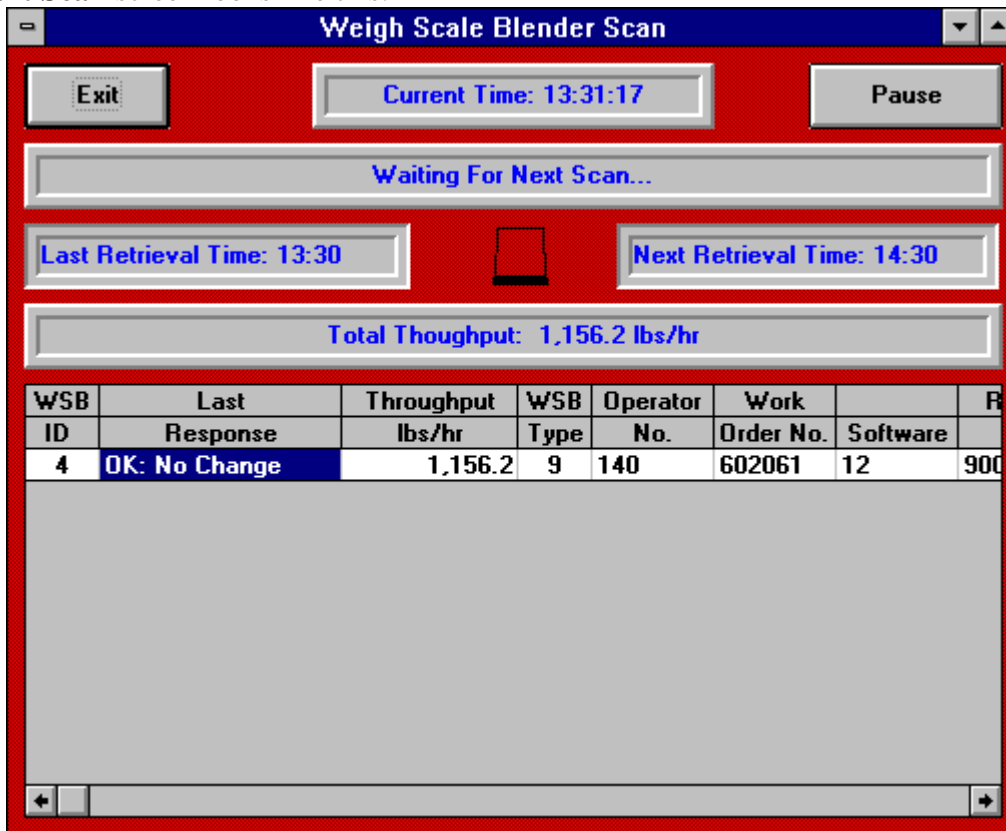 Weigh Scale Blender Scan
Exit
Current Time: 13:31:17
Pause
Waiting For Next Scan...
Last Retrieval Time: 13:30
Next Retrieval Time: 14:30
Total Thoughput: 1,156.2 lbs/hr
WSB Last Throughput WSB Operator Work R
ID Response lbs/hr Type No. Order No. Software
4 OK: No Change 1,156.2 9 140 602061 12 900